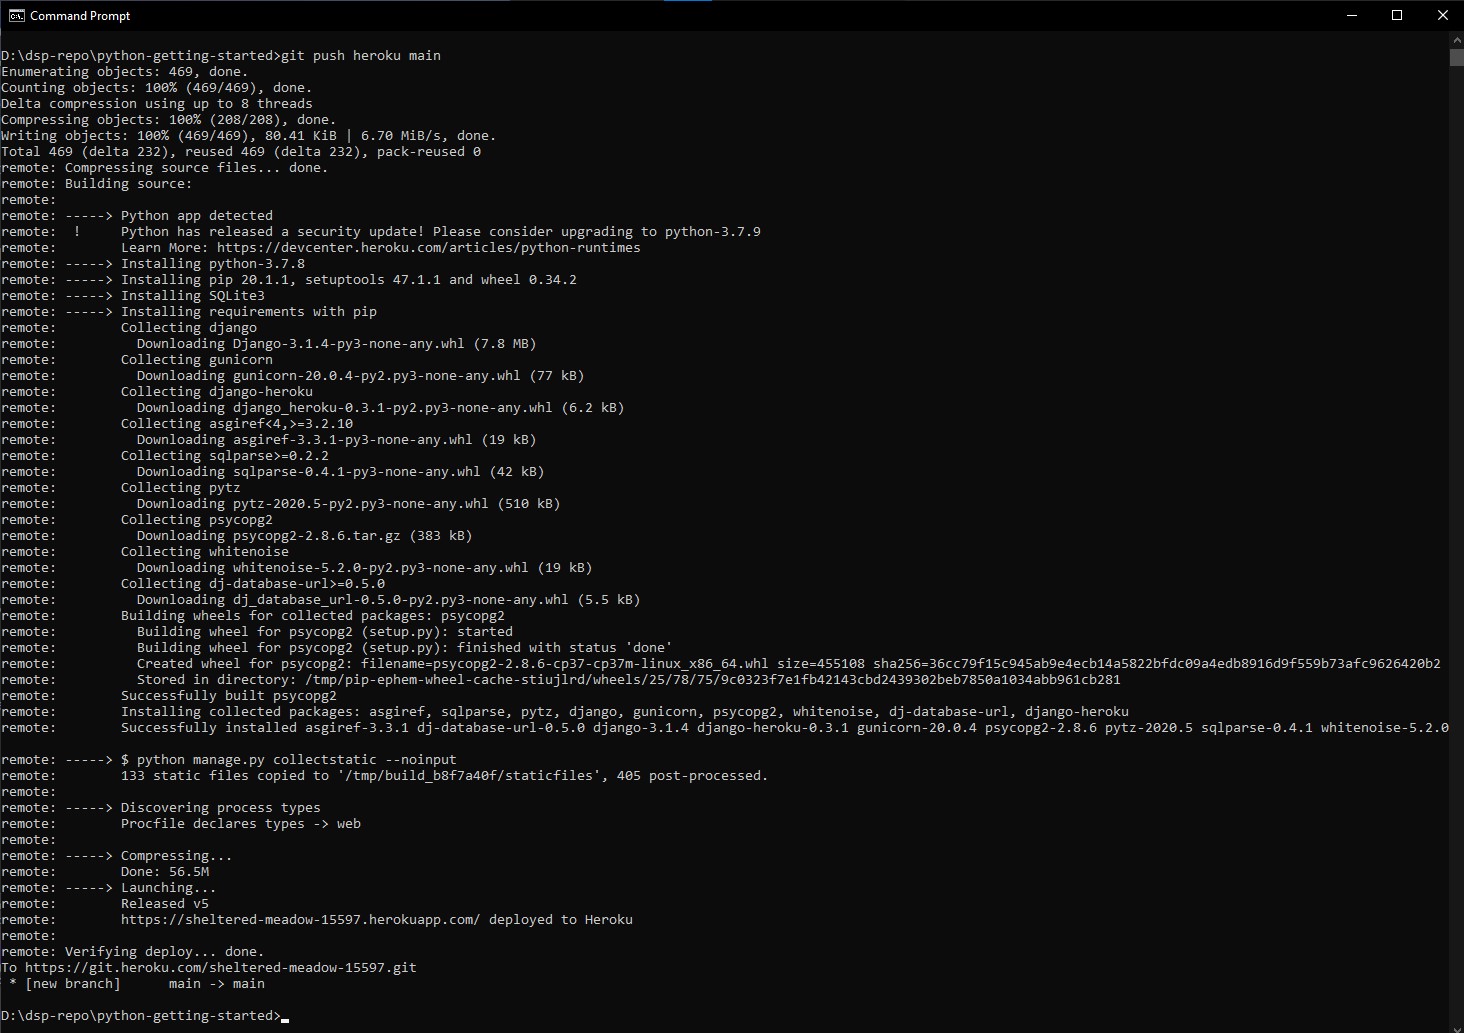 Command Prompt
D:\dsp-repo\python-getting-started>git push heroku main
Enumerating objects: 469, done.
Counting objects: 100% (469/469), done.
Delta compression using up to 8 threads
Compressing objects: 100% (208/208), done.
Writing objects: 100% (469/469), 80.41 KiB | 6.70 MiB/s, done.
Total 469 (delta 232), reused 469 (delta 232), pack-reused 0
remote: Compressing source files... done.
remote: Building source:
remote:
remote: -----> Python app detected
remote:  !     Python has released a security update! Please consider upgrading to python-3.7.9
remote:        Learn More: https://devcenter.heroku.com/articles/python-runtimes
remote: -----> Installing python-3.7.8
remote: -----> Installing pip 20.1.1, setuptools 47.1.1 and wheel 0.34.2
remote: -----> Installing SQLite3
remote: -----> Installing requirements with pip
remote:        Collecting django
remote:          Downloading Django-3.1.4-py3-none-any.whl (7.8 MB)
remote:        Collecting gunicorn
remote:          Downloading gunicorn-20.0.4-py2.py3-none-any.whl (77 kB)
remote:        Collecting django-heroku
remote:          Downloading django_heroku-0.3.1-py2.py3-none-any.whl (6.2 kB)
remote:        Collecting asgiref<4,>=3.2.10
remote:          Downloading asgiref-3.3.1-py3-none-any.whl (19 kB)
remote:        Collecting sqlparse>=0.2.2
remote:          Downloading sqlparse-0.4.1-py3-none-any.whl (42 kB)
remote:        Collecting pytz
remote:          Downloading pytz-2020.5-py2.py3-none-any.whl (510 kB)
remote:        Collecting psycopg2
remote:          Downloading psycopg2-2.8.6.tar.gz (383 kB)
remote:        Collecting whitenoise
remote:          Downloading whitenoise-5.2.0-py2.py3-none-any.whl (19 kB)
remote:        Collecting dj-database-url>=0.5.0
remote:          Downloading dj_database_url-0.5.0-py2.py3-none-any.whl (5.5 kB)
remote:        Building wheels for collected packages: psycopg2
remote:          Building wheel for psycopg2 (setup.py): started
remote:          Building wheel for psycopg2 (setup.py): finished with status 'done'
remote:          Created wheel for psycopg2: filename=psycopg2-2.8.6-cp37-cp37m-linux_x86_64.whl size=455108 sha256=36cc79f15c945ab9e4ecb14a5822bfdc09a4edb8916d9f559b73afc9626420b2
remote:          Stored in directory: /tmp/pip-ephem-wheel-cache-stiujlrd/wheels/25/78/75/9c0323f7e1fb42143cbd2439302beb7850a1034abb961cb281
remote:        Successfully built psycopg2
remote:        Installing collected packages: asgiref, sqlparse, pytz, django, gunicorn, psycopg2, whitenoise, dj-database-url, django-heroku
remote:        Successfully installed asgiref-3.3.1 dj-database-url-0.5.0 django-3.1.4 django-heroku-0.3.1 gunicorn-20.0.4 psycopg2-2.8.6 pytz-2020.5 sqlparse-0.4.1 whitenoise-5.2.0
remote: -----> $ python manage.py collectstatic --noinput
remote:        133 static files copied to '/tmp/build_b8f7a40f/staticfiles', 405 post-processed.
remote:
remote: -----> Discovering process types
remote:        Procfile declares types -> web
remote:
remote: -----> Compressing...
remote:        Done: 56.5M
remote: -----> Launching...
remote:        Released v5
remote:        https://sheltered-meadow-15597.herokuapp.com/ deployed to Heroku
remote:
remote: Verifying deploy... done.
To https://git.heroku.com/sheltered-meadow-15597.git
 * [new branch]      main -> main
D:\dsp-repo\python-getting-started>